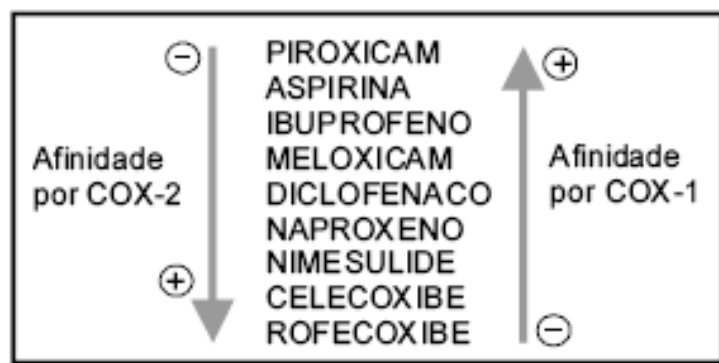 PIROXICAM
ASPIRINA
IBUPROFENO
MELOXICAM
DICLOFENACO
NAPROXENO
NIMESULIDE
CELECOXIBE
ROFECOXIBE
−
Afinidade
por COX-2
+
+
Afinidade
por COX-1
−